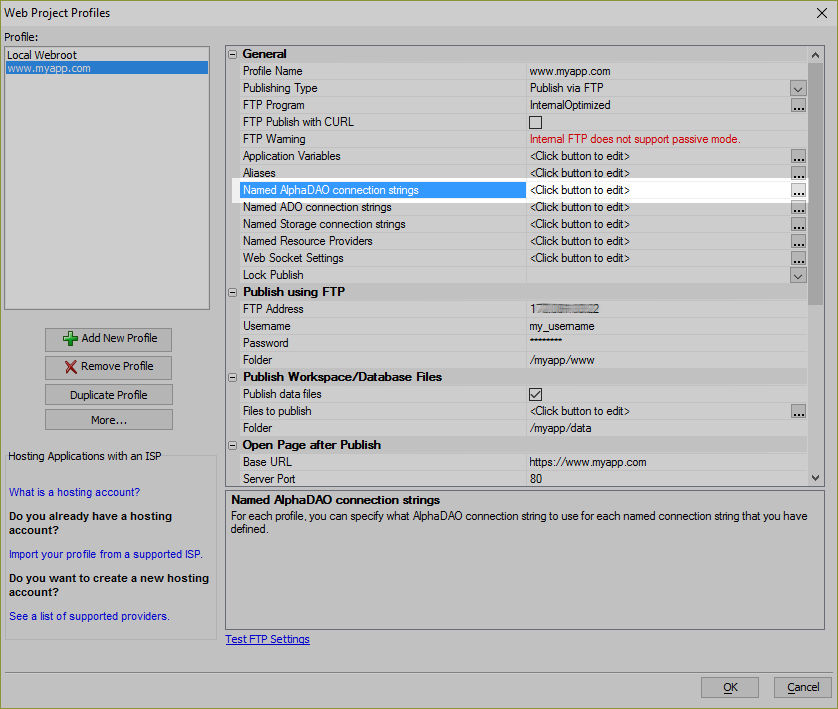 Web Project Profiles
Profile:
Local Webroot
www.myapp.com
Add New Profile
Remove Profile
Duplicate Profile
More...
Hosting Applications with an ISP
What is a hosting account?
Do you already have a hosting
account?
Import your profile from a supported ISP.
Do you want to create a new hosting
account?
See a list of supported providers.
General
Profile Name www.myapp.com
Publishing Type Publish via FTP
FTP Program InternalOptimized ...
FTP Publish with CURL
FTP Warning Internal FTP does not support passive mode.
Application Variables <Click button to edit> ...
Aliases <Click button to edit> ...
Named AlphaDAO connection strings <Click button to edit> ...
Named ADO connection strings <Click button to edit> ...
Named Storage connection strings <Click button to edit> ...
Named Resource Providers <Click button to edit> ...
Web Socket Settings <Click button to edit> ...
Lock Publish
Publish using FTP
FTP Address
Username my_username
Password ********
Folder /myapp/www
Publish Workspace/Database Files
Publish data files
Files to publish <Click button to edit> ...
Folder /myapp/data
Open Page after Publish
Base URL https://www.myapp.com
Server Port 80
Named AlphaDAO connection strings
For each profile, you can specify what AlphaDAO connection string to use for each named connection string that you have
defined.
Test FTP Settings
OK
Cancel